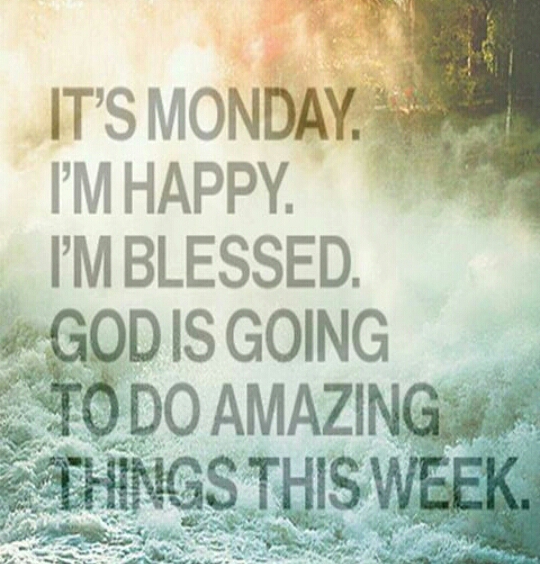 IT'S MONDAY.
I'M HAPPY.
I'M BLESSED.
GOD IS GOING
TO DO AMAZING
THINGS THIS WEEK.